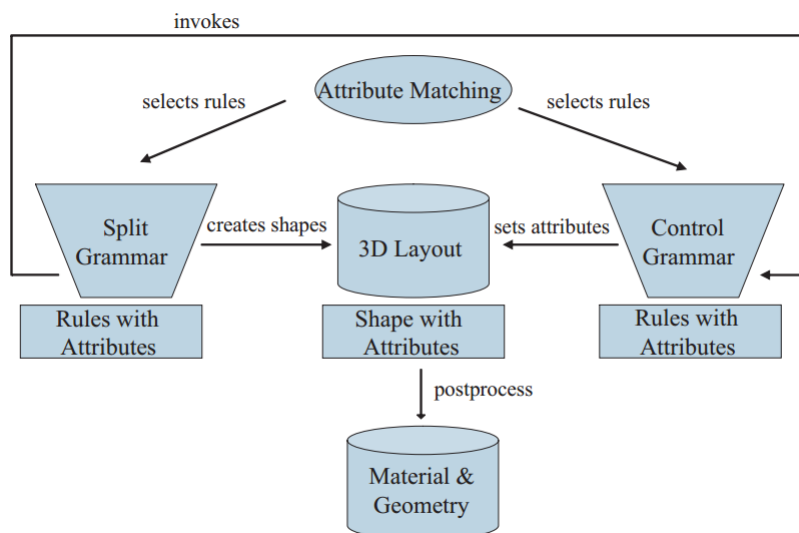 invokes
Attribute Matching
selects rules
selects rules
Split
Grammar
creates shapes
3D Layout
sets attributes
Control
Grammar
Rules with
Attributes
Shape with
Attributes
Rules with
Attributes
postprocess
Material &
Geometry